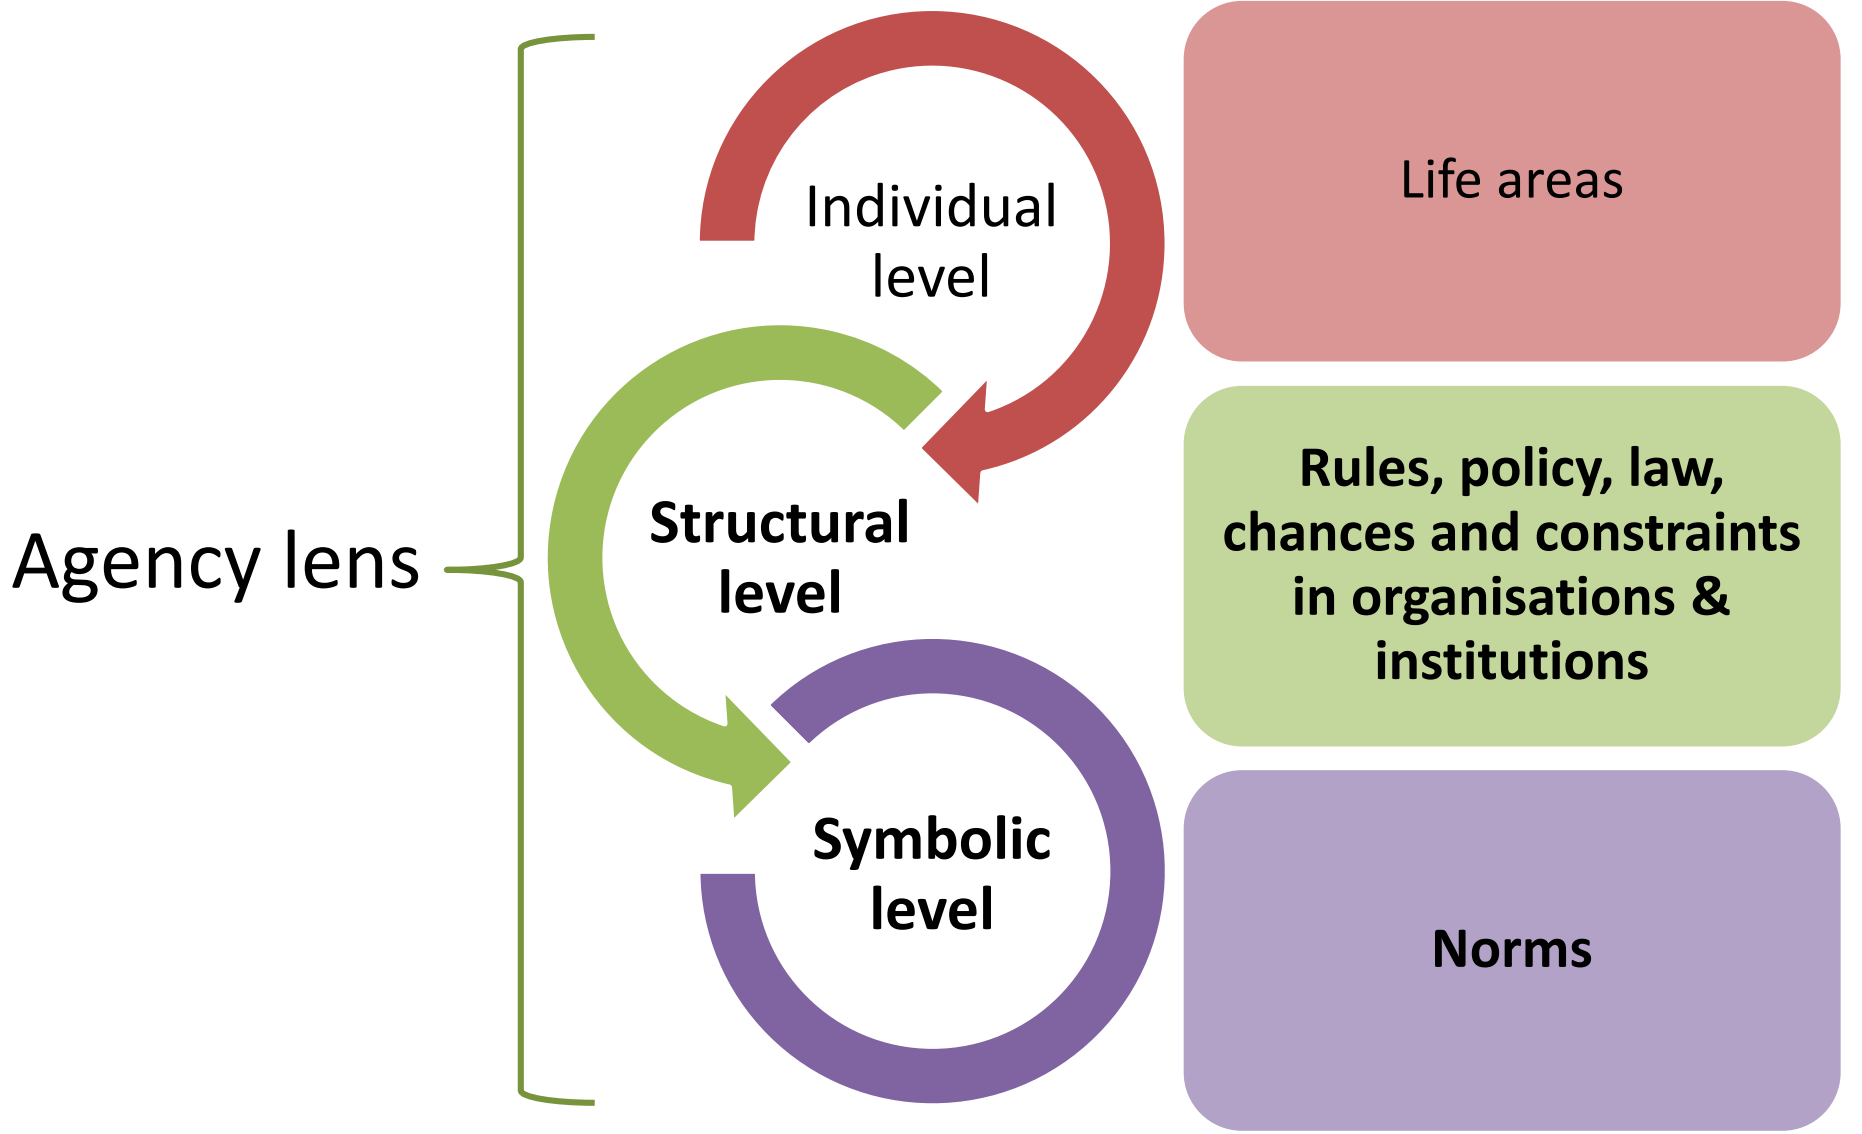 Agency lens
Individual
level
Life areas
Structural
level
Rules, policy, law,
chances and constraints
in organisations &
institutions
Symbolic
level
Norms